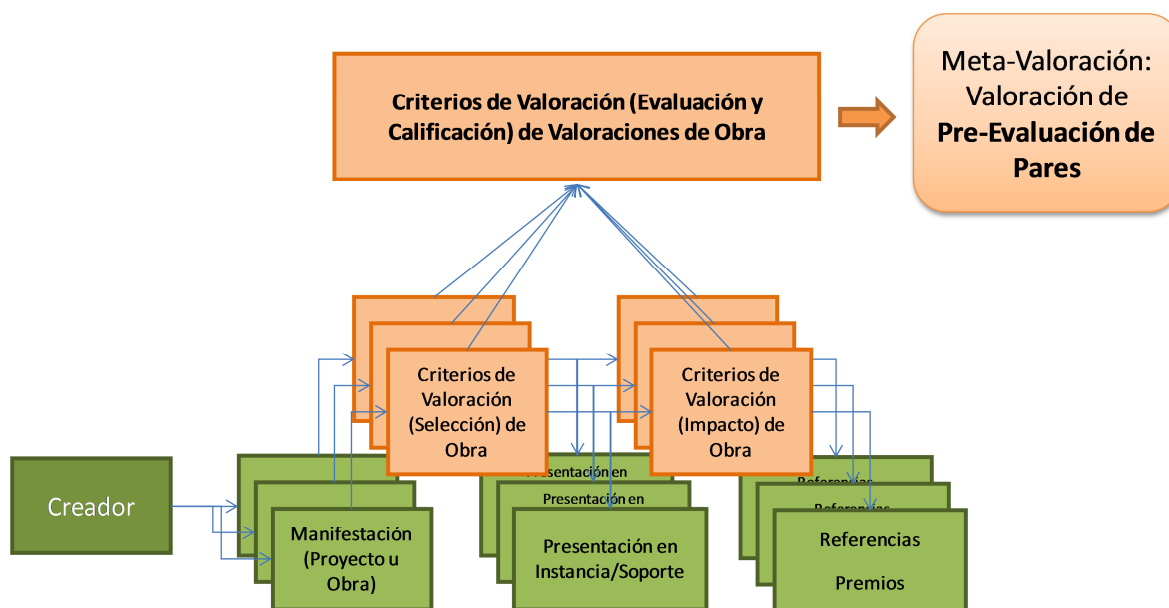 Criterios de Valoración (Evaluación y
Calificación) de Valoraciones de Obra
Meta-Valoración:
Valoración de
Pre-Evaluación de
Pares
Criterios de
Valoración
(Selección) de
Obra
Criterios de
Valoración
(Impacto) de
Obra
Creador
Manifestación
(Proyecto u
Obra)
Presentación en
Presentación en
Presentación en
Instancia/Soporte
Referencias
Referencias
Referencias
Premios